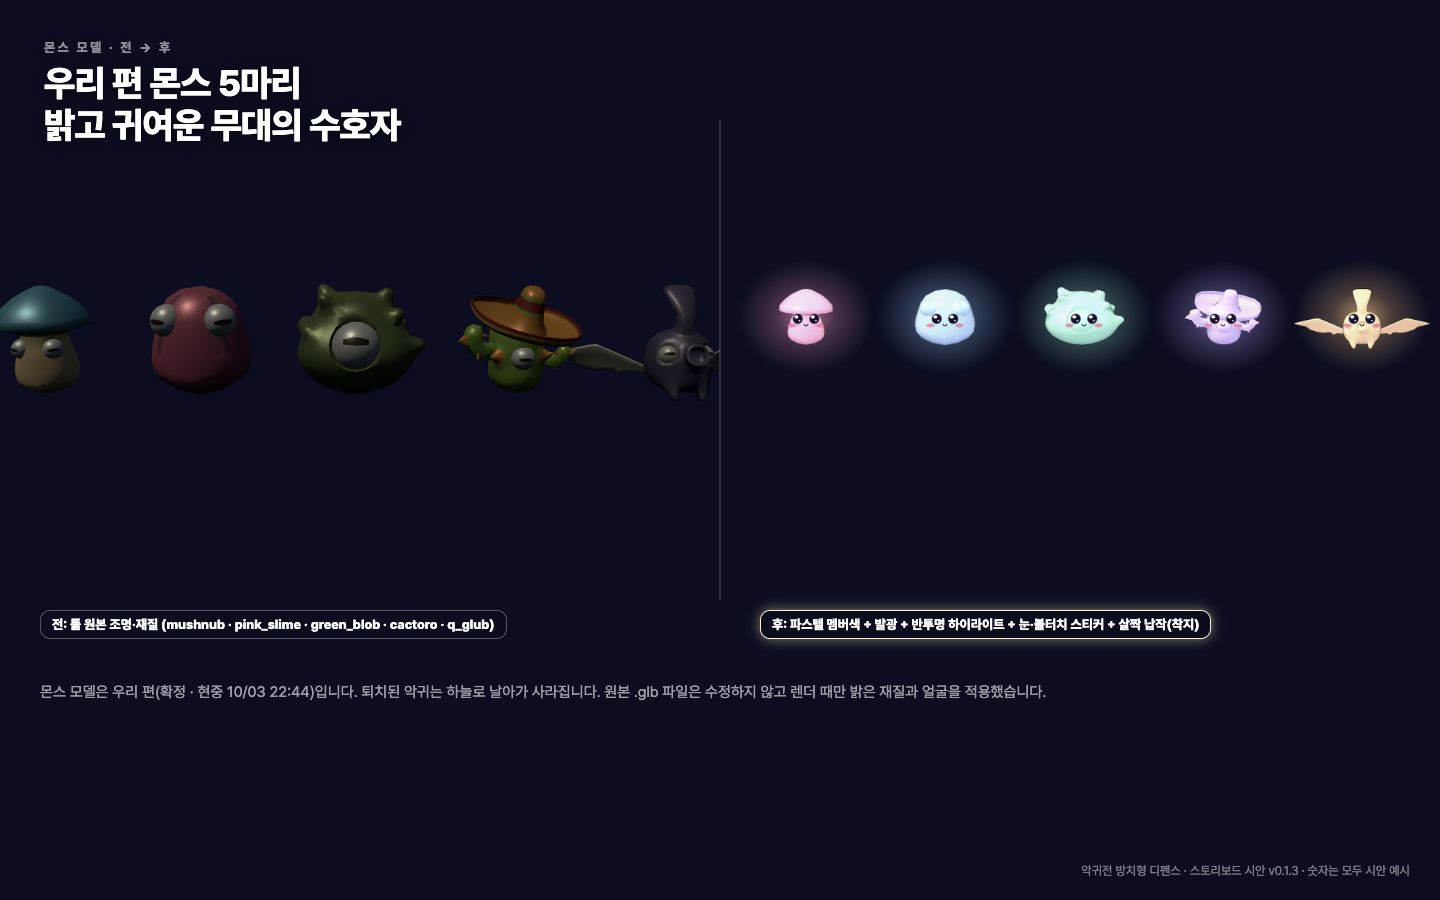 몬스 모델 · 전 → 후
우리 편 몬스 5마리
밝고 귀여운 무대의 수호자
전: 툴 원본 조명·재질 (mushnub · pink_slime · green_blob · cactoro · q_glub)
후: 파스텔 멤버색 + 발광 + 반투명 하이라이트 + 눈·볼터치 스티커 + 살짝 납작(착지)
몬스 모델은 우리 편(확정 · 현중 10/03 22:44)입니다. 퇴치된 악귀는 하늘로 날아가 사라집니다. 원본 .glb 파일은 수정하지 않고 렌더 때만 밝은 재질과 얼굴을 적용했습니다.
악귀전 방치형 디펜스 · 스토리보드 시안 v0.1.3 · 숫자는 모두 시안 예시